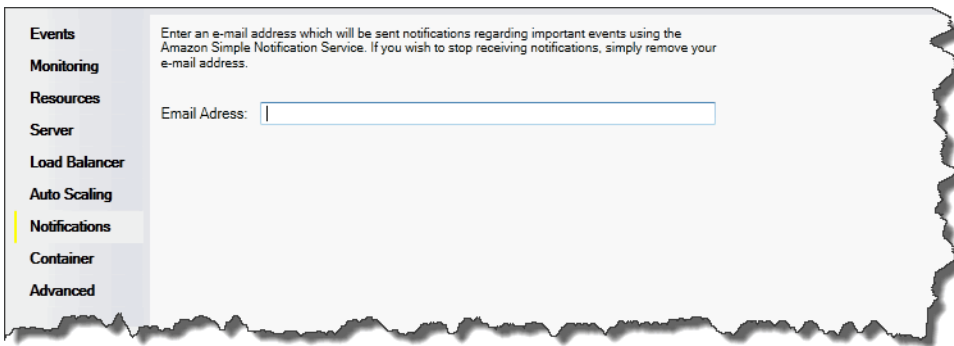 Events
Monitoring
Resources
Server
Load Balancer
Auto Scaling
Notifications
Container
Advanced
Enter an e-mail address which will be sent notifications regarding important events using the
Amazon Simple Notification Service. If you wish to stop receiving notifications, simply remove your
e-mail address.
Email Adress: